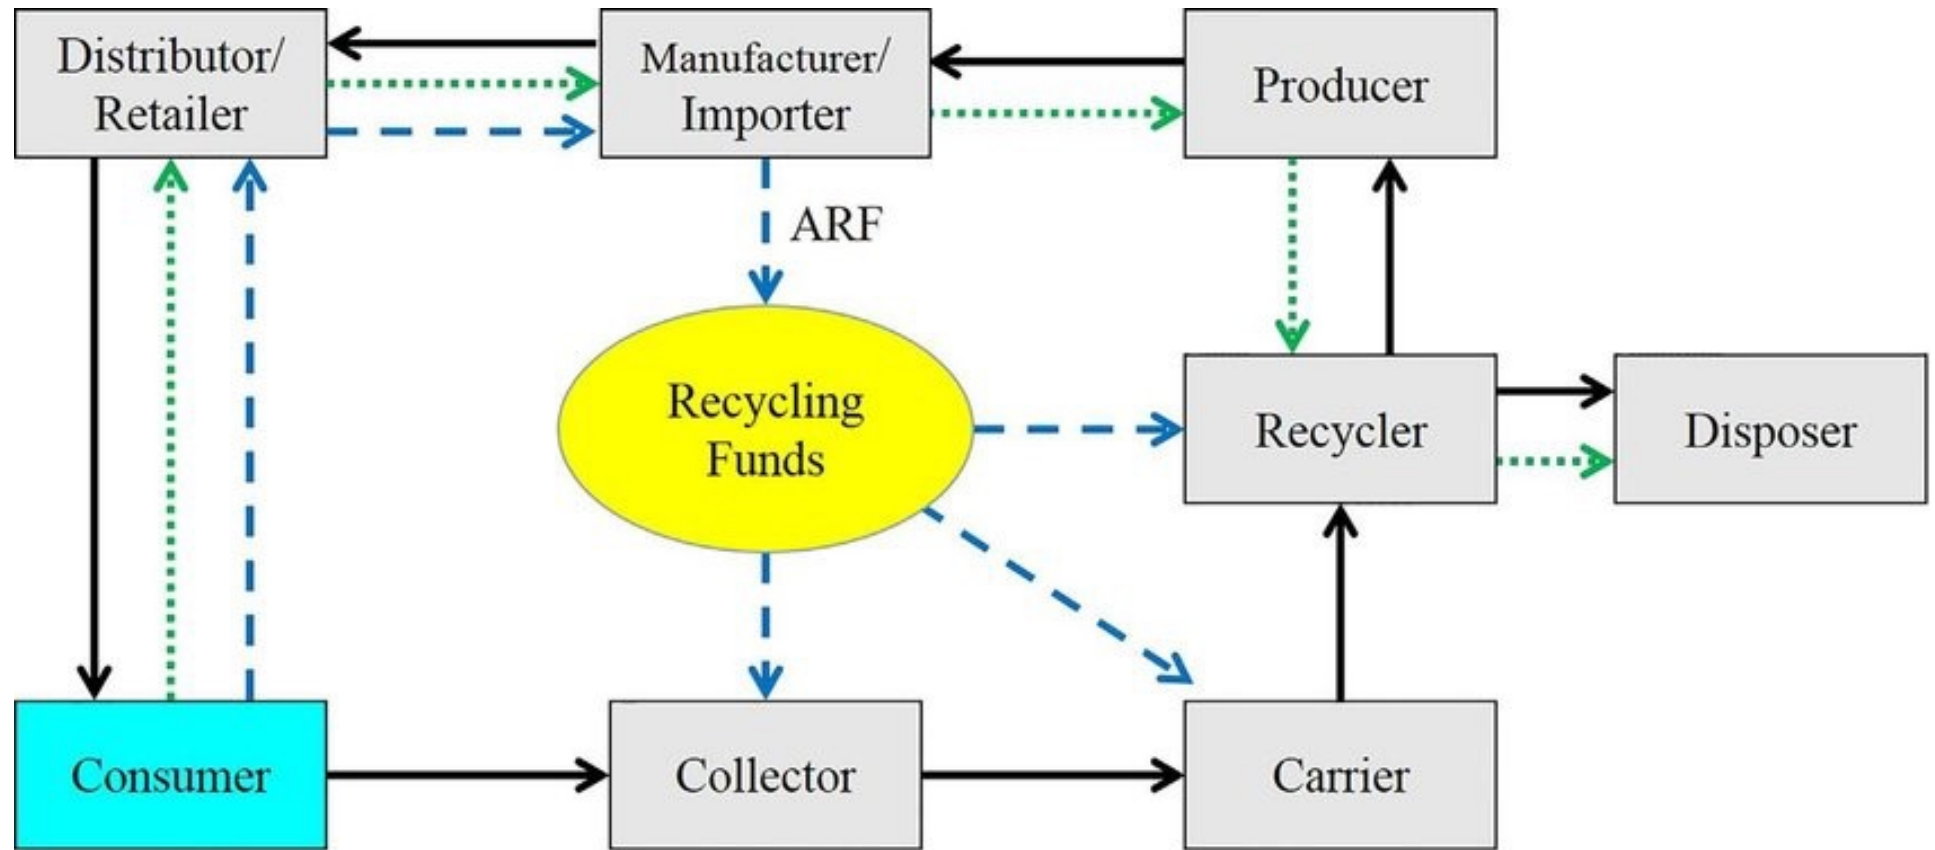 Distributor/
Retailer
Manufacturer/
Importer
Producer
ARF
Recycling
Funds
Recycler
Disposer
Consumer
Collector
Carrier